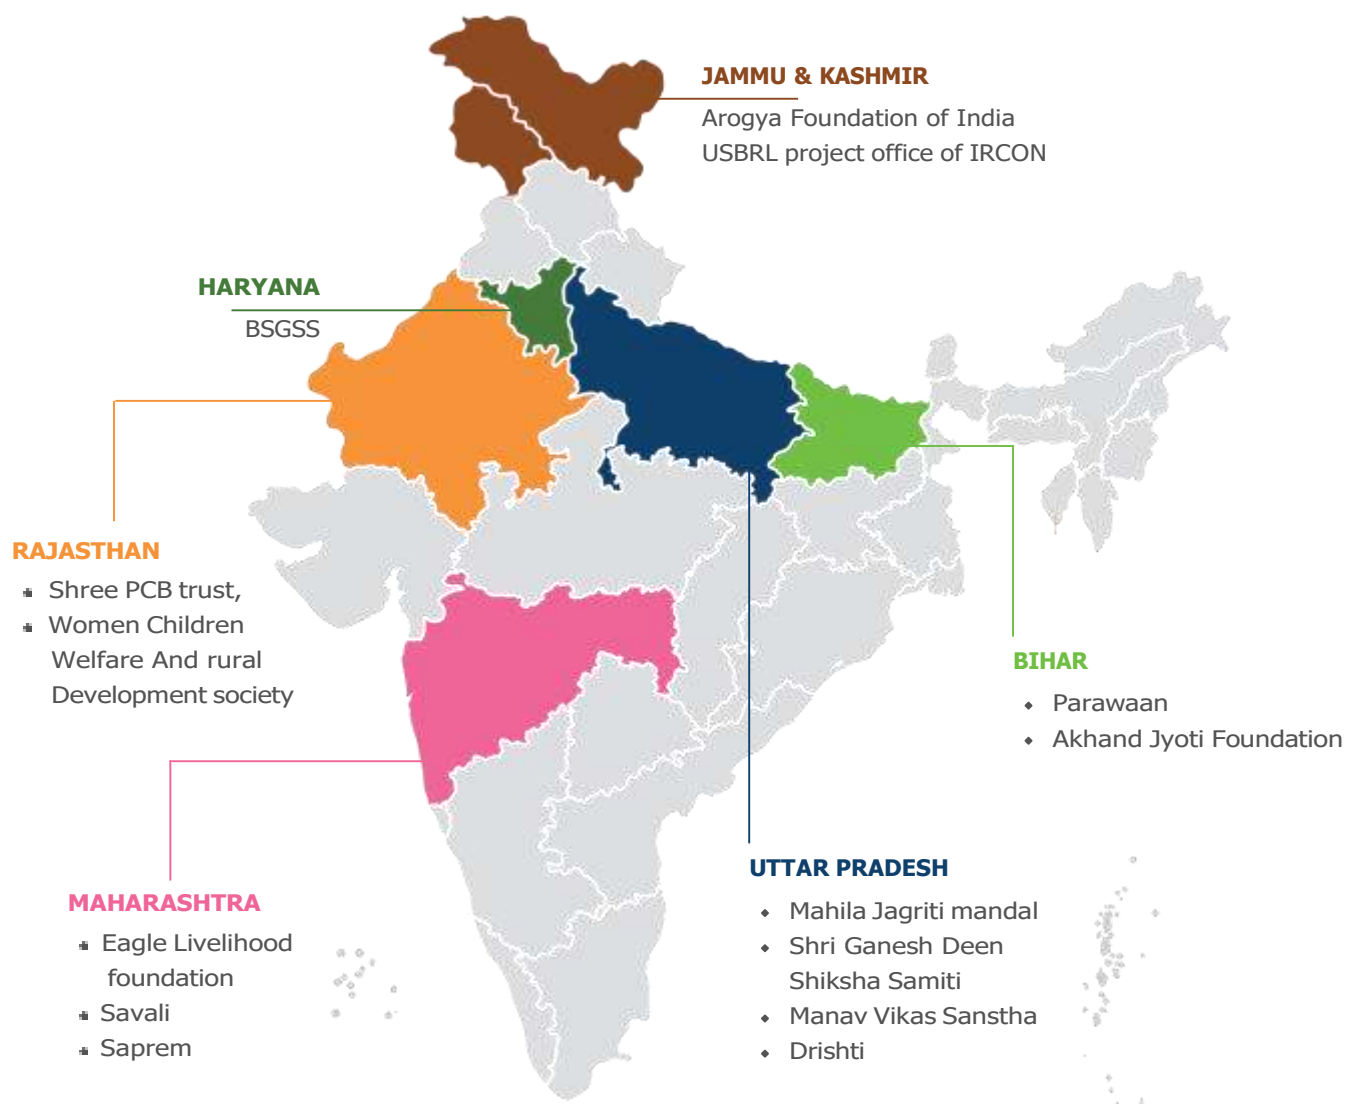 JAMMU & KASHMIR
Arogya Foundation of India
USBRL project office of IRCON
HARYANA
BSGSS
RAJASTHAN
Shree PCB trust,
Women Children
Welfare And rural
Development society
BIHAR
Parawaan
Akhand Jyoti Foundation
MAHARASHTRA
Eagle Livelihood
foundation
Savali
Saprem
UTTAR PRADESH
Mahila Jagriti mandal
Shri Ganesh Deen
Shiksha Samiti
Manav Vikas Sanstha
Drishti